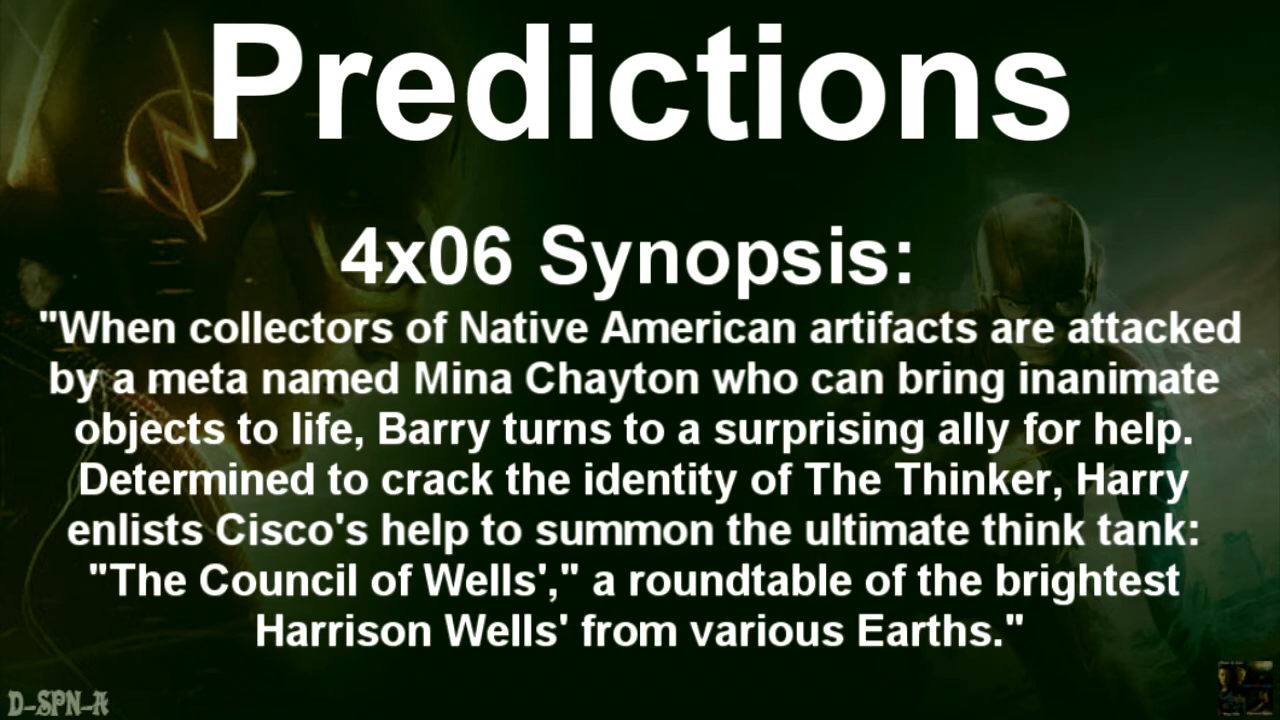 Predictions
4x06 Synopsis:
"When collectors of Native American artifacts are attacked
by a meta named Mina Chayton who can bring inanimate
objects to life, Barry turns to a surprising ally for help.
Determined to crack the identity of The Thinker, Harry
enlists Cisco's help to summon the ultimate think tank:
"The Council of Wells'," a roundtable of the brightest
Harrison Wells' from various Earths."
D-SPN-A